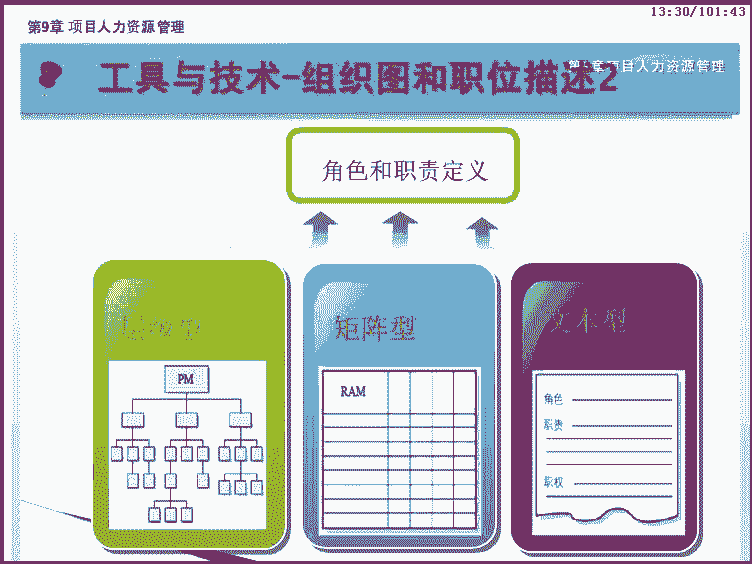 13:30/101:43
第9章 项目人力资源管理
工具与技术-组织图和职位描述2
章项目人力资源管理
角色和职责定义
矩阵型
文本型
PM
RAM
角色
职责
职权